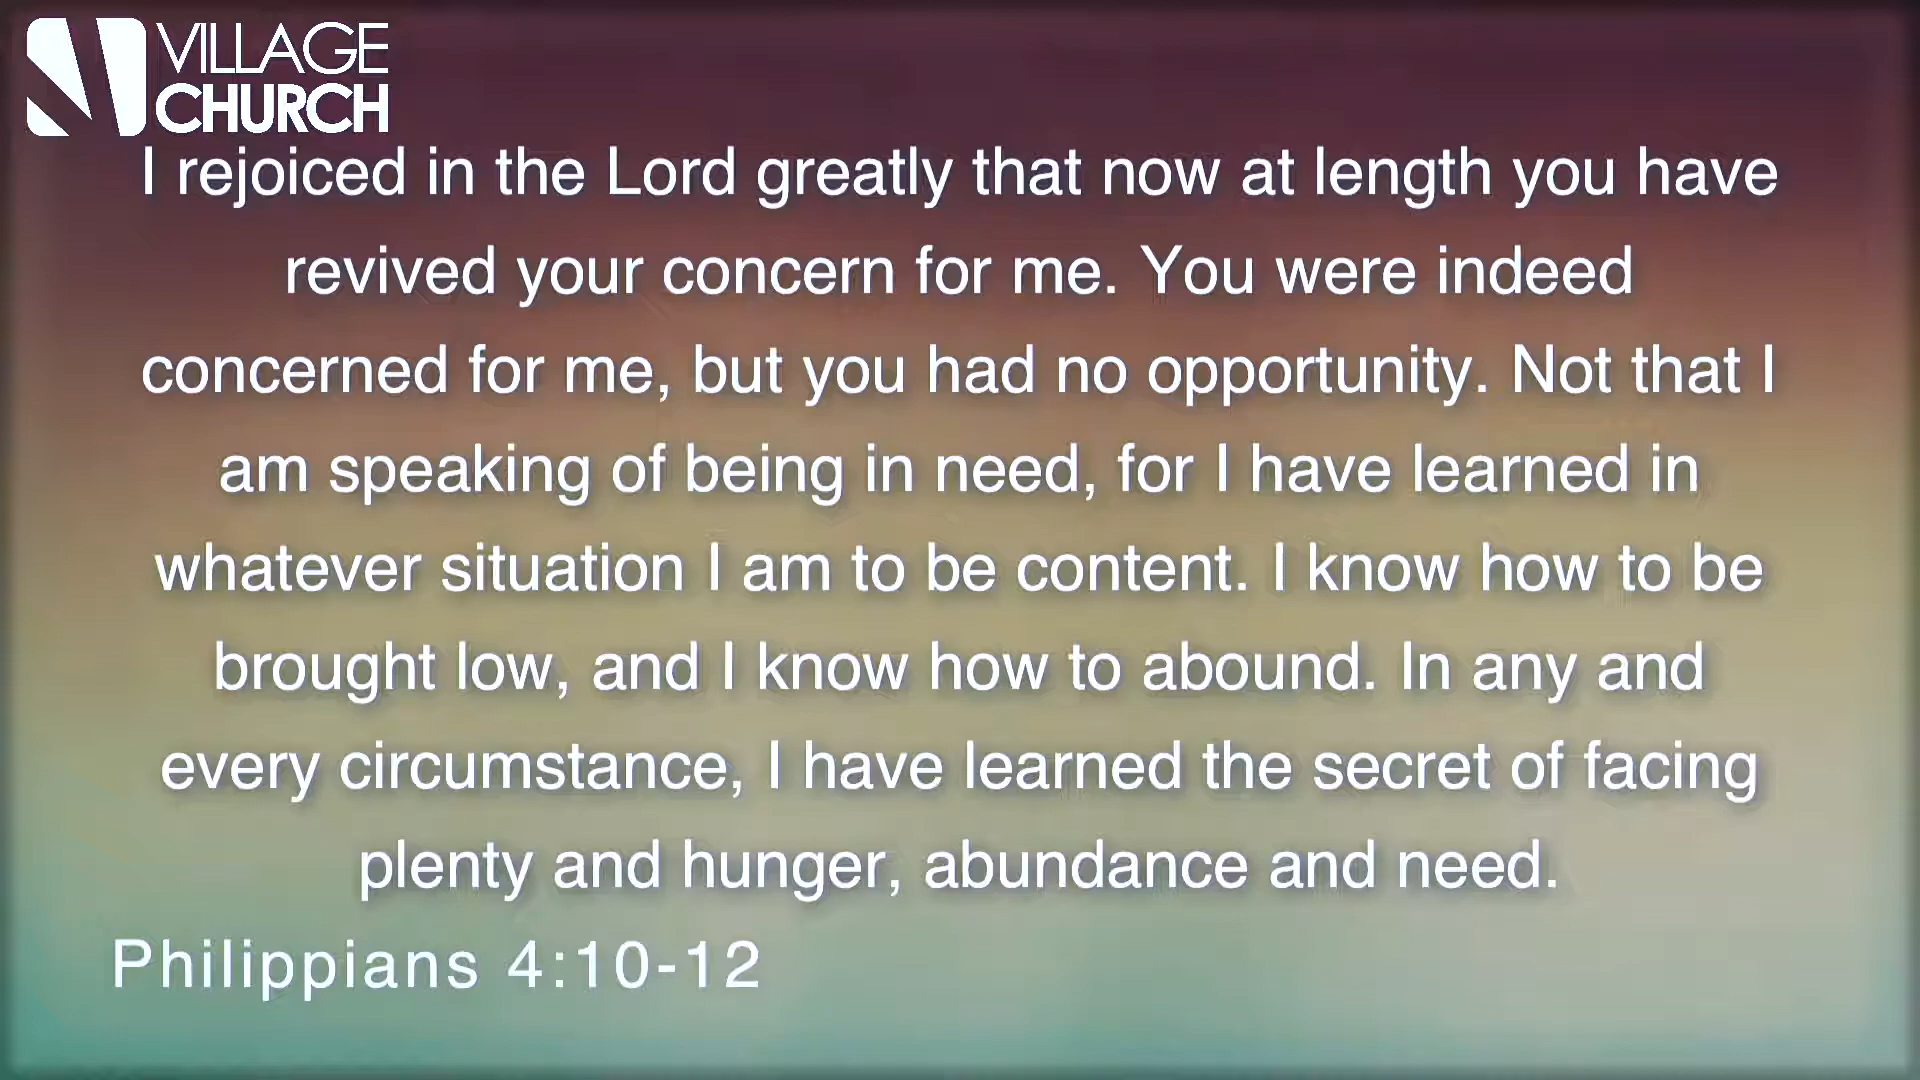 VILLAGE
CHURCH
I rejoiced in the Lord greatly that now at length you have
revived your concern for me. You were indeed
concerned for me, but you had no opportunity. Not that I
am speaking of being in need, for I have learned in
whatever situation I am to be content. I know how to be
brought low, and I know how to abound. In any and
every circumstance, I have learned the secret of facing
plenty and hunger, abundance and need.
Philippians 4:10-12